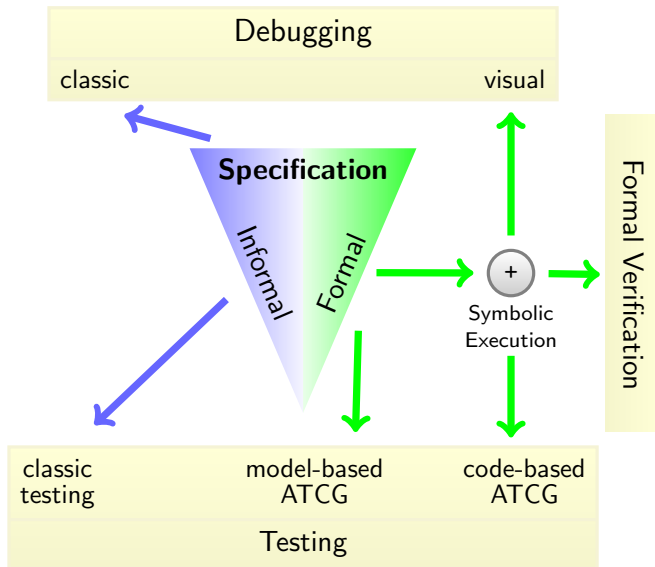 Debugging
classic visual
Specification
Informal
Formal
+
Symbolic
Execution
Formal Verification
classic
testing
model-based
ATCG
code-based
ATCG
Testing